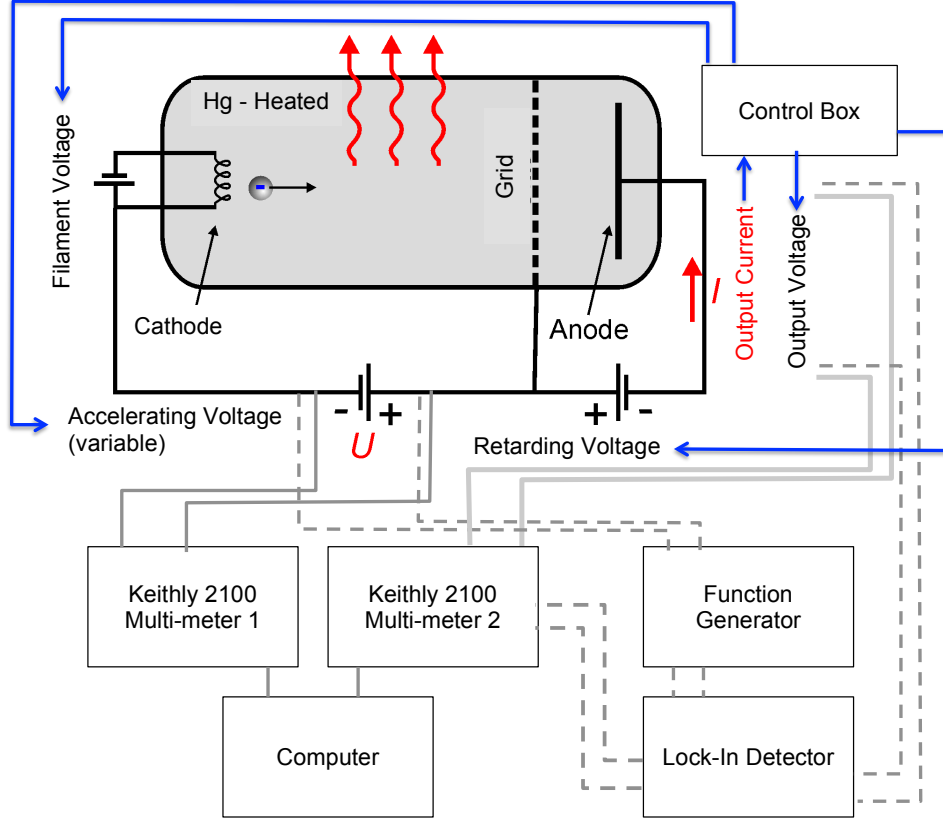 Hg - Heated
Control Box
Filament Voltage
Grid
-
Cathode
Anode
I
Output Current
Output Voltage
Accelerating Voltage
(variable)
- +
U
+ -
Retarding Voltage
Keithly 2100
Multi-meter 1
Keithly 2100
Multi-meter 2
Function
Generator
Computer
Lock-In Detector